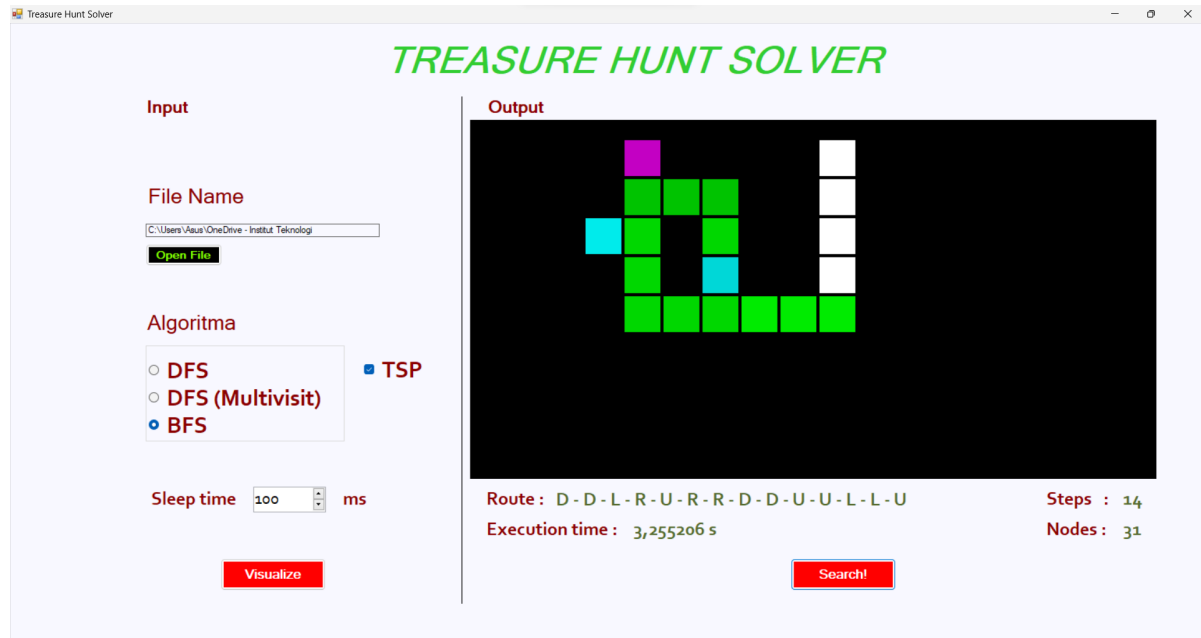 Treasure Hunt Solver
TREASURE HUNT SOLVER
Input
Output
File Name
C:\Users\Asus\OneDrive - Institut Teknologi
Open File
Algoritma
DFS
TSP
DFS (Multivisit)
BFS
Sleep time 100 ms
Route : D - D - L - R - U - R - R - D - D - U - U - L - L - U
Steps : 14
Execution time : 3,255206 s
Nodes : 31
Visualize
Search!